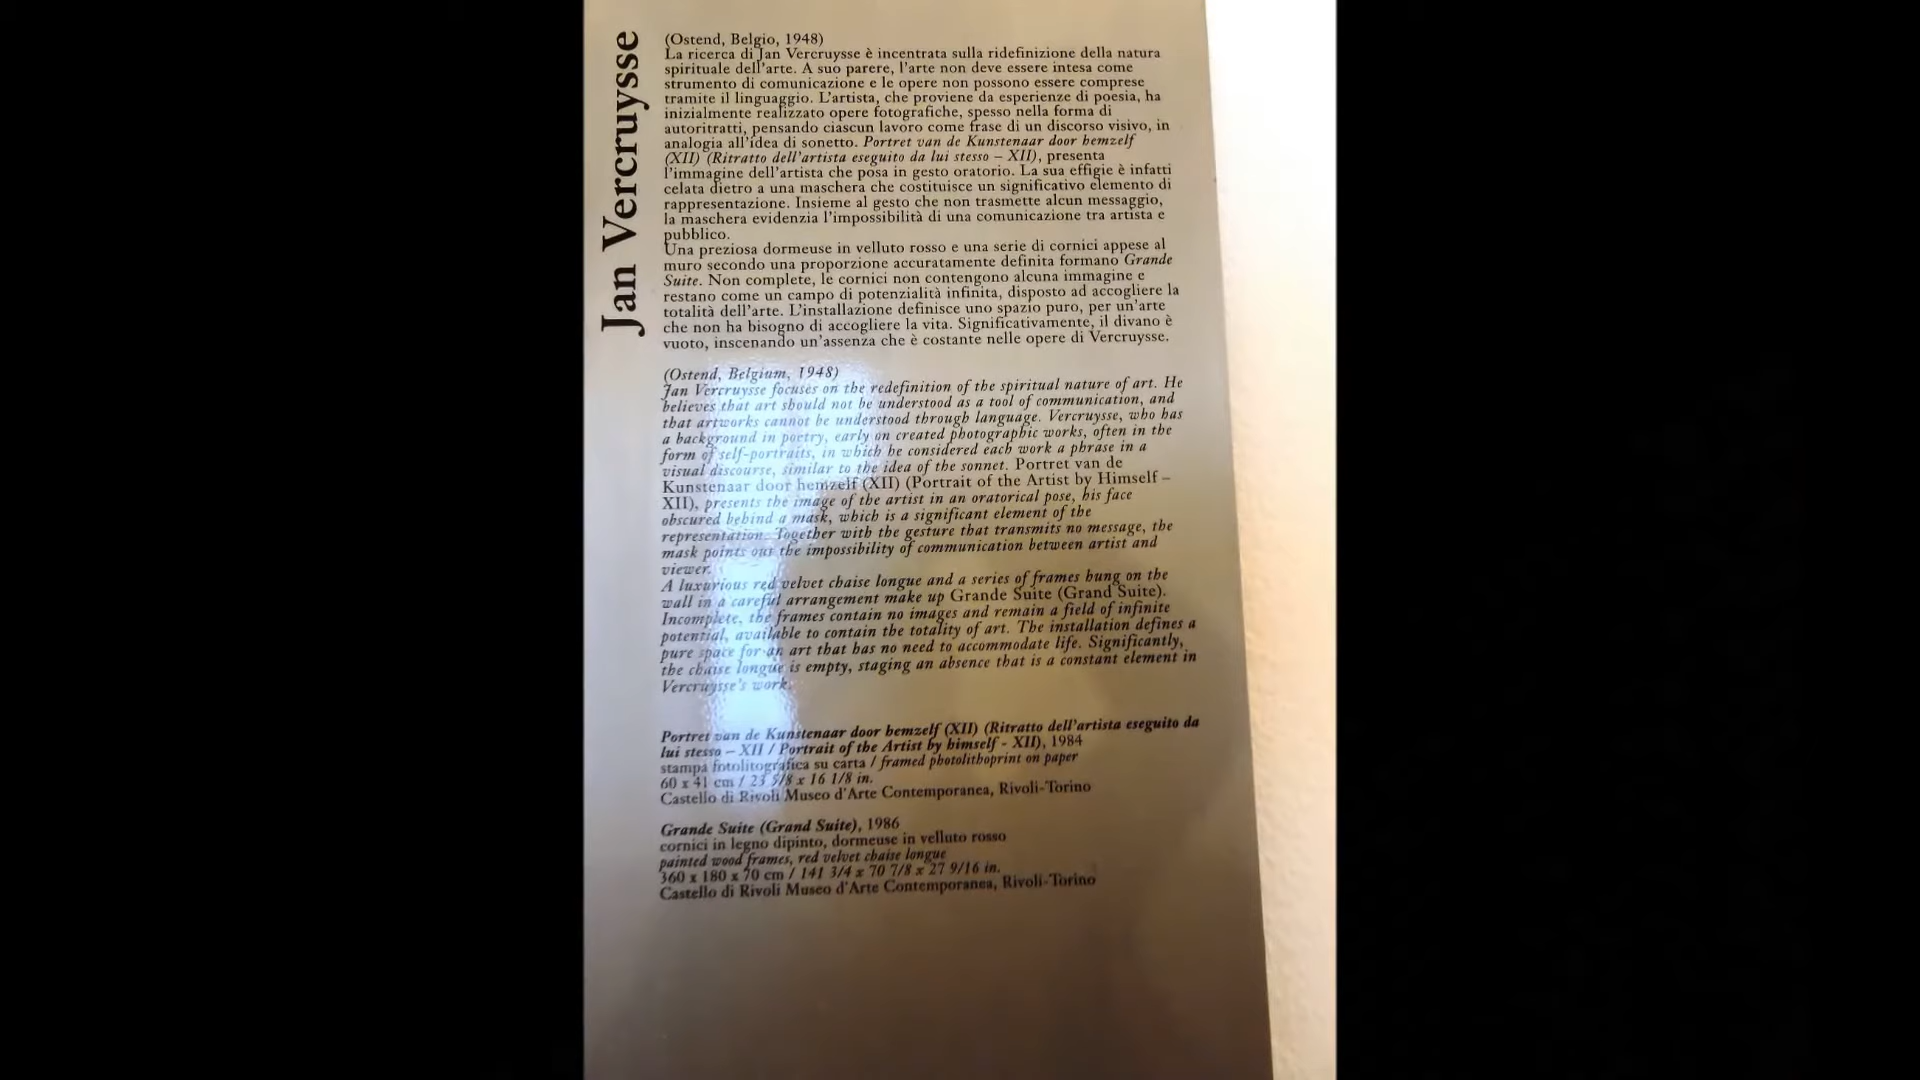 Jan Vercruysse
(Ostend, Belgio, 1948)
La ricerca di Jan Vercruysse è incentrata sulla ridefinizione della natura
spirituale dell'arte. A suo parere, l'arte non deve essere intesa come
strumento di comunicazione e le opere non possono essere comprese
tramite il linguaggio. L'artista, che proviene da esperienze di poesia, ha
inizialmente realizzato opere fotografiche, spesso nella forma di
autoritratti, pensando ciascun lavoro come frase di un discorso visivo, in
analogia all'idea di sonetto. Portret van de Kunstenaar door hemzelf
(XII) (Ritratto dell'artista eseguito da lui stesso – XII), presenta
l'immagine dell'artista che posa in gesto oratorio. La sua effigie è infatti
celata dietro a una maschera che costituisce un significativo elemento di
rappresentazione. Insieme al gesto che non trasmette alcun messaggio,
la maschera evidenzia l'impossibilità di una comunicazione tra artista e
pubblico.
Una preziosa dormeuse in velluto rosso e una serie di cornici appese al
muro secondo una proporzione accuratamente definita formano Grande
Suite. Non complete, le cornici non contengono alcuna immagine e
restano come un campo di potenzialità infinita, disposto ad accogliere la
totalità dell'arte. L'installazione definisce uno spazio puro, per un'arte
che non ha bisogno di accogliere la vita. Significativamente, il divano è
vuoto, inscenando un'assenza che è costante nelle opere di Vercruysse.
(Ostend, Belgium, 1948)
Jan Vercruysse focuses on the redefinition of the spiritual nature of art. He
believes that art should not be understood as a tool of communication, and
that artworks cannot be understood through language. Vercruysse, who has
a background in poetry, early on created photographic works, often in the
form of self-portraits, in which he considered each work a phrase in a
visual discourse, similar to the idea of the sonnet. Portret van de
Kunstenaar door hemzelf (XII) (Portrait of the Artist by Himself –
XII), presents the image of the artist in an oratorical pose, his face
obscured behind a mask, which is a significant element of the
representation. Together with the gesture that transmits no message, the
mask points out the impossibility of communication between artist and
viewer.
A luxurious red velvet chaise longue and a series of frames hung on the
wall in a careful arrangement make up Grande Suite (Grand Suite).
Incomplete, the frames contain no images and remain a field of infinite
potential, available to contain the totality of art. The installation defines a
pure space for an art that has no need to accommodate life. Significantly,
the chaise longue is empty, staging an absence that is a constant element in
Vercruysse's work.
Portret van de Kunstenaar door hemzelf (XII) (Ritratto dell'artista eseguito da
lui stesso – XII / Portrait of the Artist by himself - XII), 1984
stampa fotolitografica su carta / framed photolithoprint on paper
60 x 41 cm / 23 5/8 x 16 1/8 in.
Castello di Rivoli Museo d'Arte Contemporanea, Rivoli-Torino
Grande Suite (Grand Suite), 1986
cornici in legno dipinto, dormeuse in velluto rosso
painted wood frames, red velvet chaise longue
360 x 180 x 70 cm / 141 3/4 x 70 7/8 x 27 9/16 in.
Castello di Rivoli Museo d'Arte Contemporanea, Rivoli-Torino